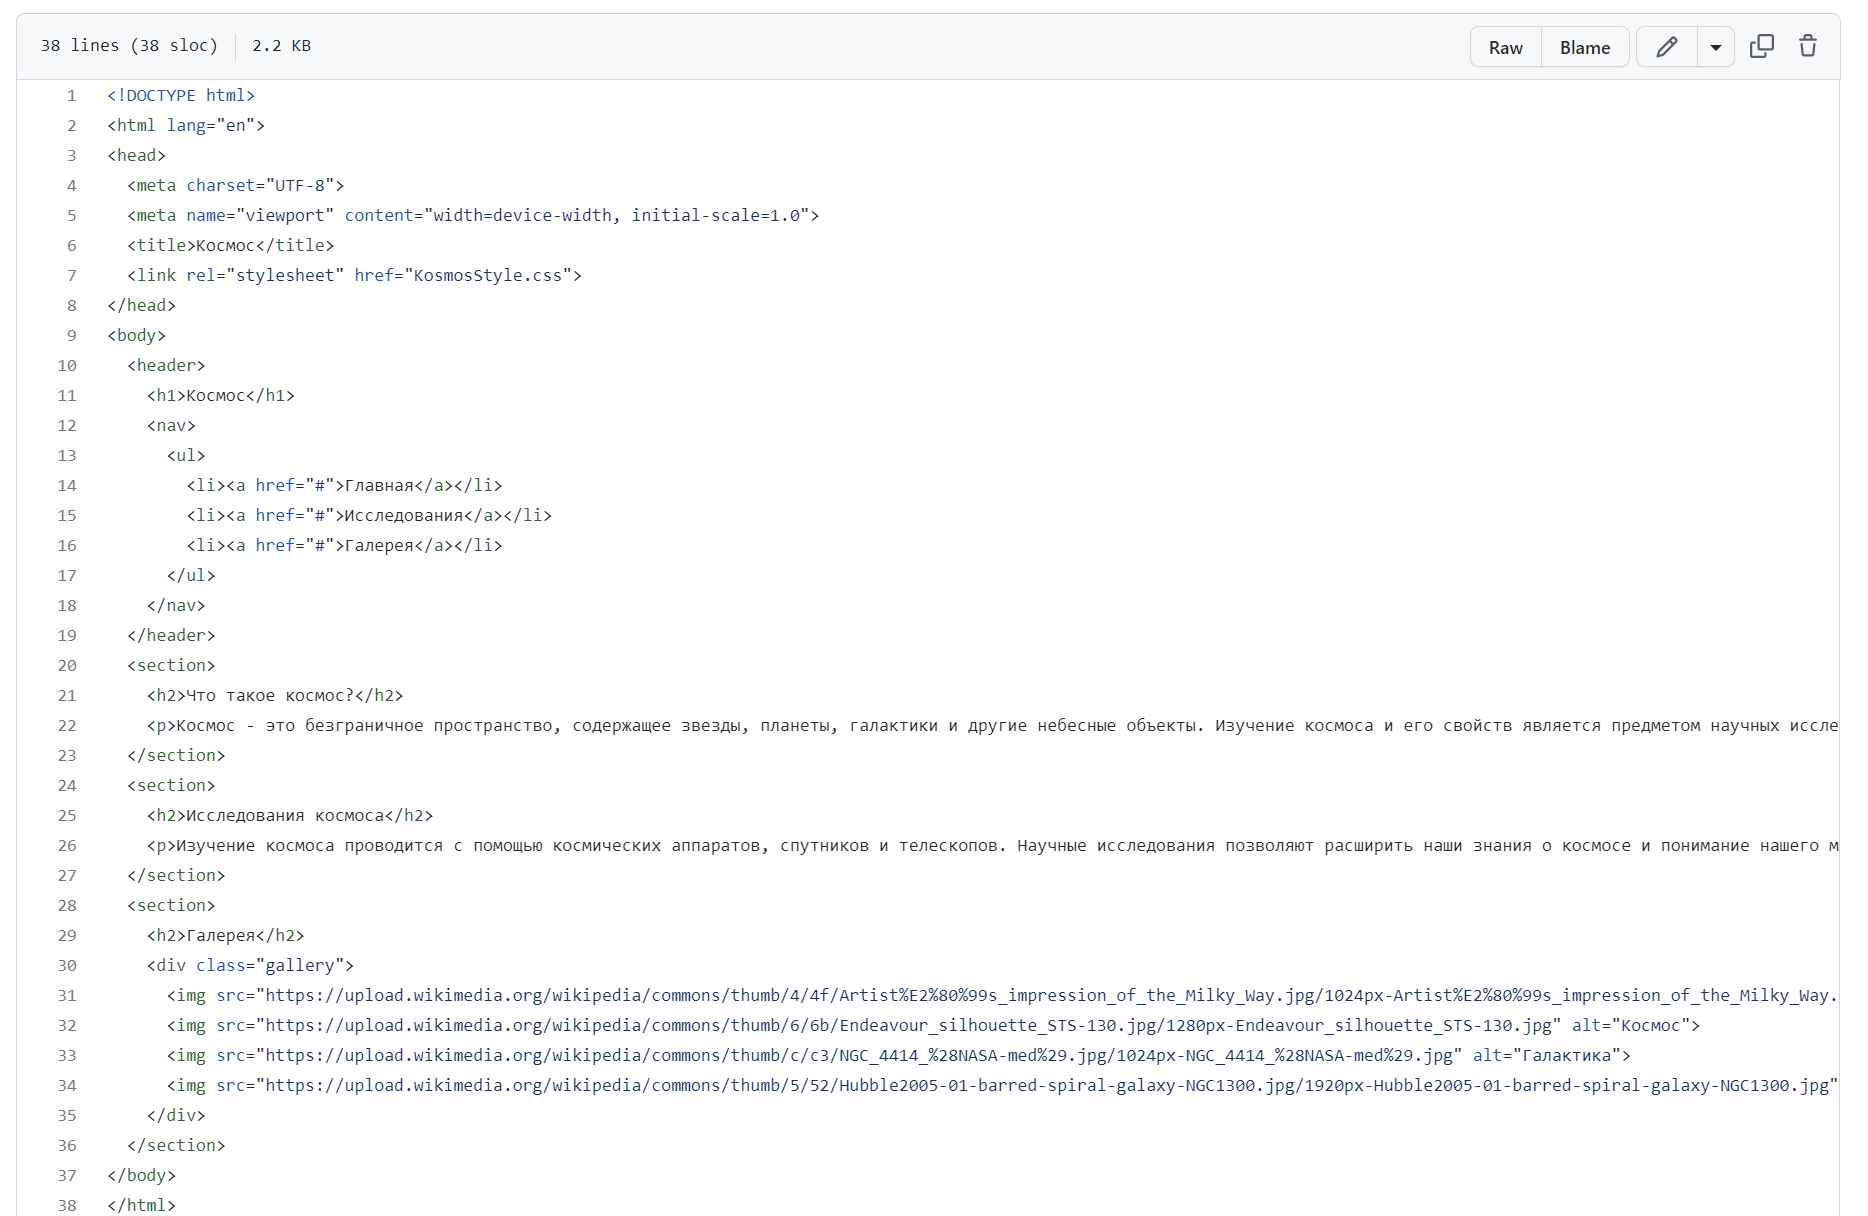 38 lines (38 sloc) 2.2 KB Raw Blame
1 <!DOCTYPE html>
2 <html lang="en">
3 <head>
4 <meta charset="UTF-8">
5 <meta name="viewport" content="width=device-width, initial-scale=1.0">
6 <title>Космос</title>
7 <link rel="stylesheet" href="KosmosStyle.css">
8 </head>
9 <body>
10 <header>
11 <h1>Космос</h1>
12 <nav>
13 <ul>
14 <li><a href="#">Главная</a></li>
15 <li><a href="#">Исследования</a></li>
16 <li><a href="#">Галерея</a></li>
17 </ul>
18 </nav>
19 </header>
20 <section>
21 <h2>Что такое космос?</h2>
22 <p>Космос - это безграничное пространство, содержащее звезды, планеты, галактики и другие небесные объекты. Изучение космоса и его свойств является предметом научных иссле
23 </section>
24 <section>
25 <h2>Исследования космоса</h2>
26 <p>Изучение космоса проводится с помощью космических аппаратов, спутников и телескопов. Научные исследования позволяют расширить наши знания о космосе и понимание нашего м
27 </section>
28 <section>
29 <h2>Галерея</h2>
30 <div class="gallery">
31 <img src="https://upload.wikimedia.org/wikipedia/commons/thumb/4/4f/Artist%E2%80%99s_impression_of_the_Milky_Way.jpg/1024px-Artist%E2%80%99s_impression_of_the_Milky_Way.
32 <img src="https://upload.wikimedia.org/wikipedia/commons/thumb/6/6b/Endeavour_silhouette_STS-130.jpg/1280px-Endeavour_silhouette_STS-130.jpg" alt="Космос">
33 <img src="https://upload.wikimedia.org/wikipedia/commons/thumb/c/c3/NGC_4414_%28NASA-med%29.jpg/1024px-NGC_4414_%28NASA-med%29.jpg" alt="Галактика">
34 <img src="https://upload.wikimedia.org/wikipedia/commons/thumb/5/52/Hubble2005-01-barred-spiral-galaxy-NGC1300.jpg/1920px-Hubble2005-01-barred-spiral-galaxy-NGC1300.jpg"
35 </div>
36 </section>
37 </body>
38 </html>